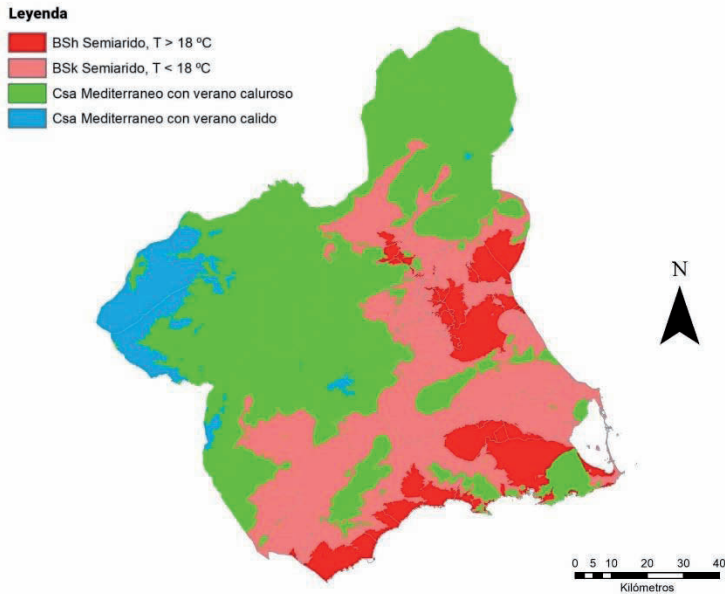 Leyenda
BSh Semiarido, T > 18 ºC
BSk Semiarido, T < 18 ºC
Csa Mediterraneo con verano caluroso
Csa Mediterraneo con verano calido
N
0 5 10 20 30 40
Kilómetros